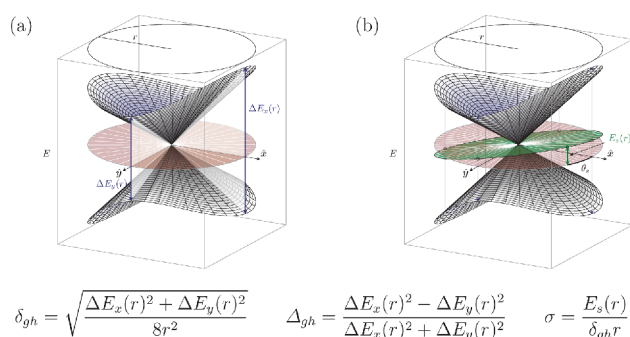 (a)
(b)
r
r
ΔE_x(r)
E_s(r)
E
E
x̂
x̂
ŷ
ŷ
θ_s
ΔE_y(r)
δ_gh = √((ΔE_x(r)² + ΔE_y(r)²) / 8r²) Δ_gh = (ΔE_x(r)² − ΔE_y(r)²) / (ΔE_x(r)² + ΔE_y(r)²) σ = E_s(r) / (δ_gh r)